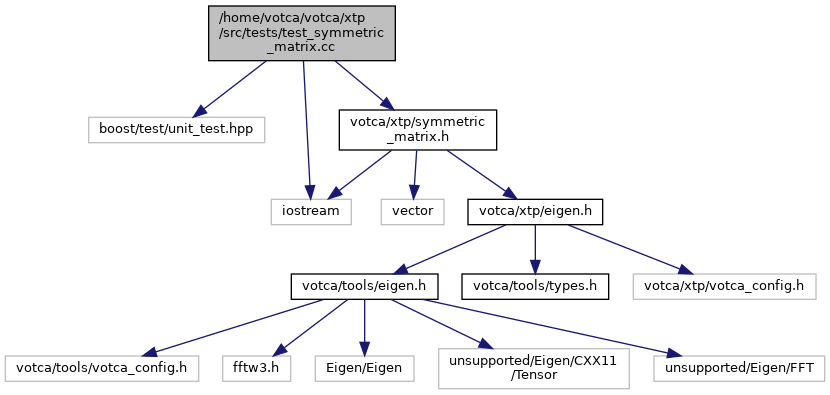 /home/votca/votca/xtp
/src/tests/test_symmetric
_matrix.cc
boost/test/unit_test.hpp
votca/xtp/symmetric
_matrix.h
iostream
vector
votca/xtp/eigen.h
votca/tools/eigen.h
votca/tools/types.h
votca/xtp/votca_config.h
votca/tools/votca_config.h
fftw3.h
Eigen/Eigen
unsupported/Eigen/CXX11
/Tensor
unsupported/Eigen/FFT